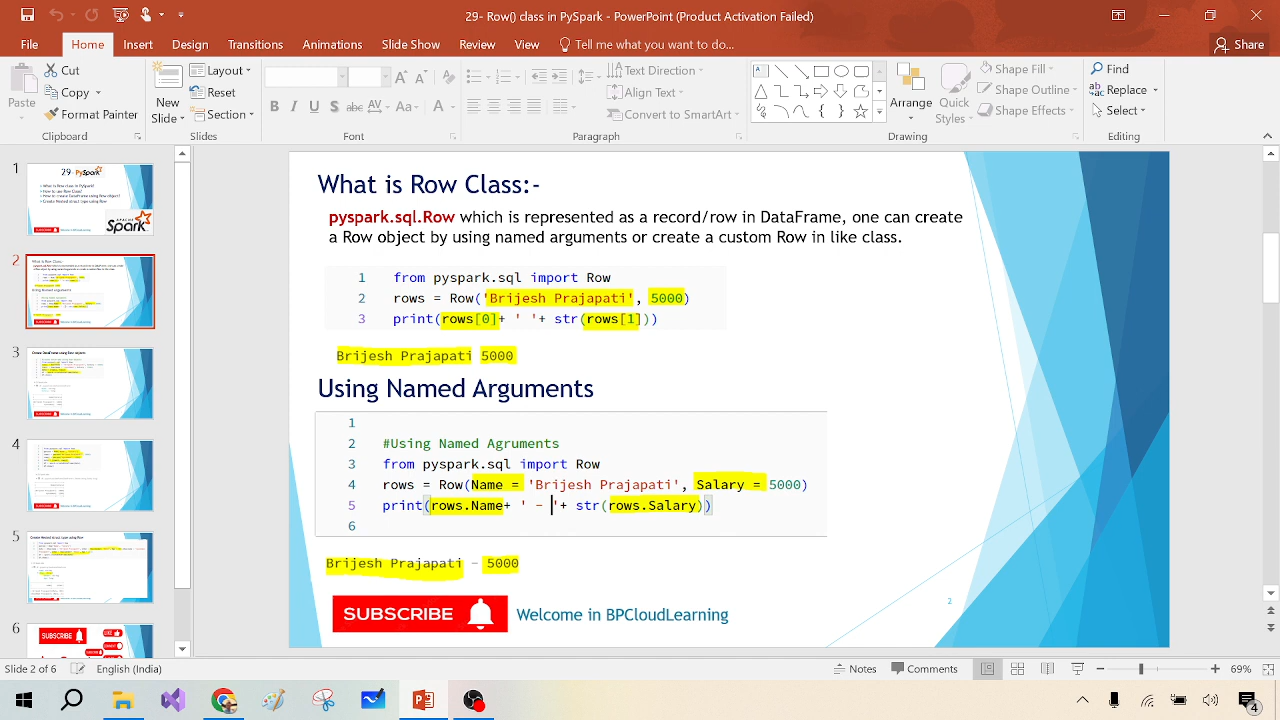 29- Row() class - PowerPoint (Product Activation Failed)
File Home Insert Design Transitions Animations Slide Show Review View Tell me what you want to do... Share
Paste Cut Copy Format Painter
New Slide Layout Reset Section
Text Direction Align Text Convert to SmartArt
Arrange Quick Styles Shape Fill Shape Outline Shape Effects
Find Replace Select
Clipboard Slides Font Paragraph Drawing Editing
1
2
3
4
5
What is Row Class:-
pyspark.sql.Row which is represented as a record/row in DataFrame, one can create
a Row object by using named arguments or create a custom Row in like class.
1 from pyspark.sql import Row
2 rows = Row('Brijesh Prajapati', 5000)
3 print(rows[0]+ ' '+ str(rows[1]))
Brijesh Prajapati 5000
Using Named Arguments
1
2 #Using Named Agruments
3 from pyspark.sql import Row
4 rows = Row(Name = 'Brijesh Prajapati', Salary = 5000)
5 print(rows.Name+ ' - + str(rows.Salary))
6
Brijesh Prajapati - 5000
SUBSCRIBE Welcome in BPCloudLearning
2
Slide 2 of 6 English (India) Notes Comments 69%
4